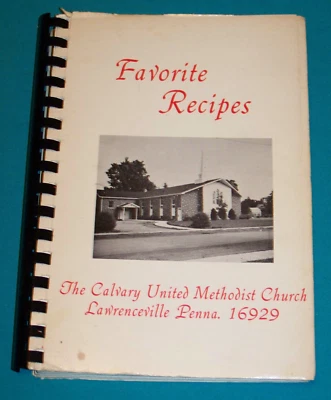 Favorite
Recipes
The Calvary United Methodist Church
Lawrenceville Penna. 16929